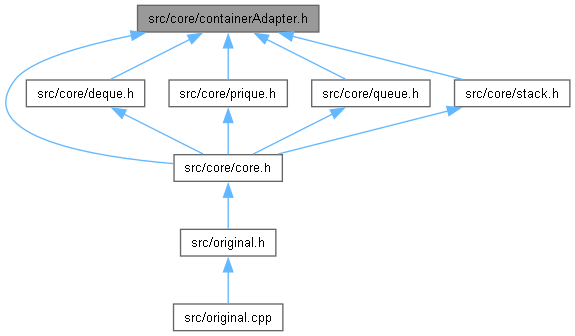 src/core/containerAdapter.h
src/core/deque.h
src/core/prique.h
src/core/queue.h
src/core/stack.h
src/core/core.h
src/original.h
src/original.cpp